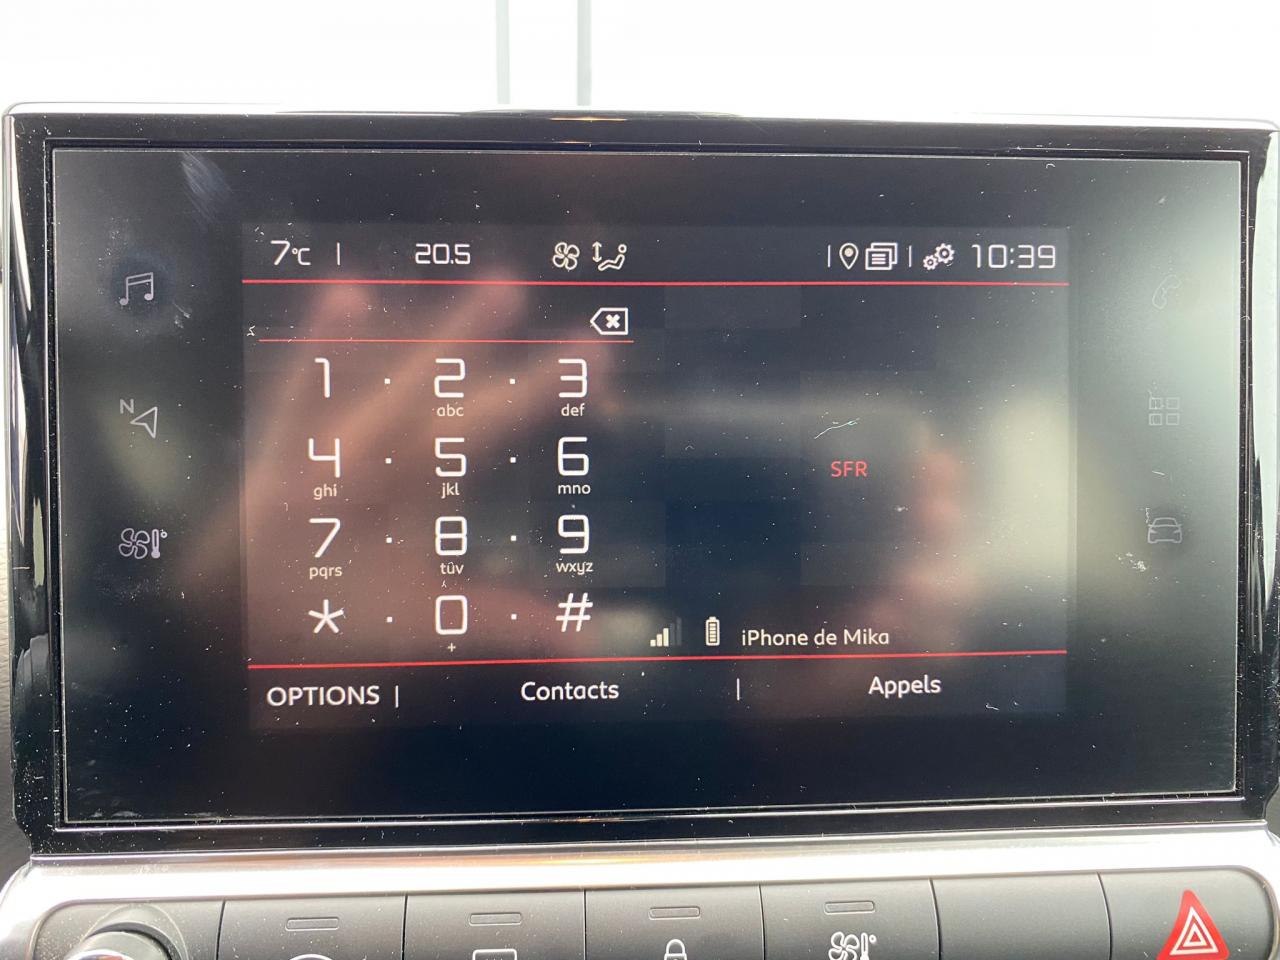 7°C | 20.5 | | 10:39
1 · 2 · 3
abc def
4 · 5 · 6
ghi jkl mno
7 · 8 · 9
pqrs tûv wxyz
* · 0 · #
+
N
SFR
iPhone de Mika
OPTIONS | Contacts | Appels